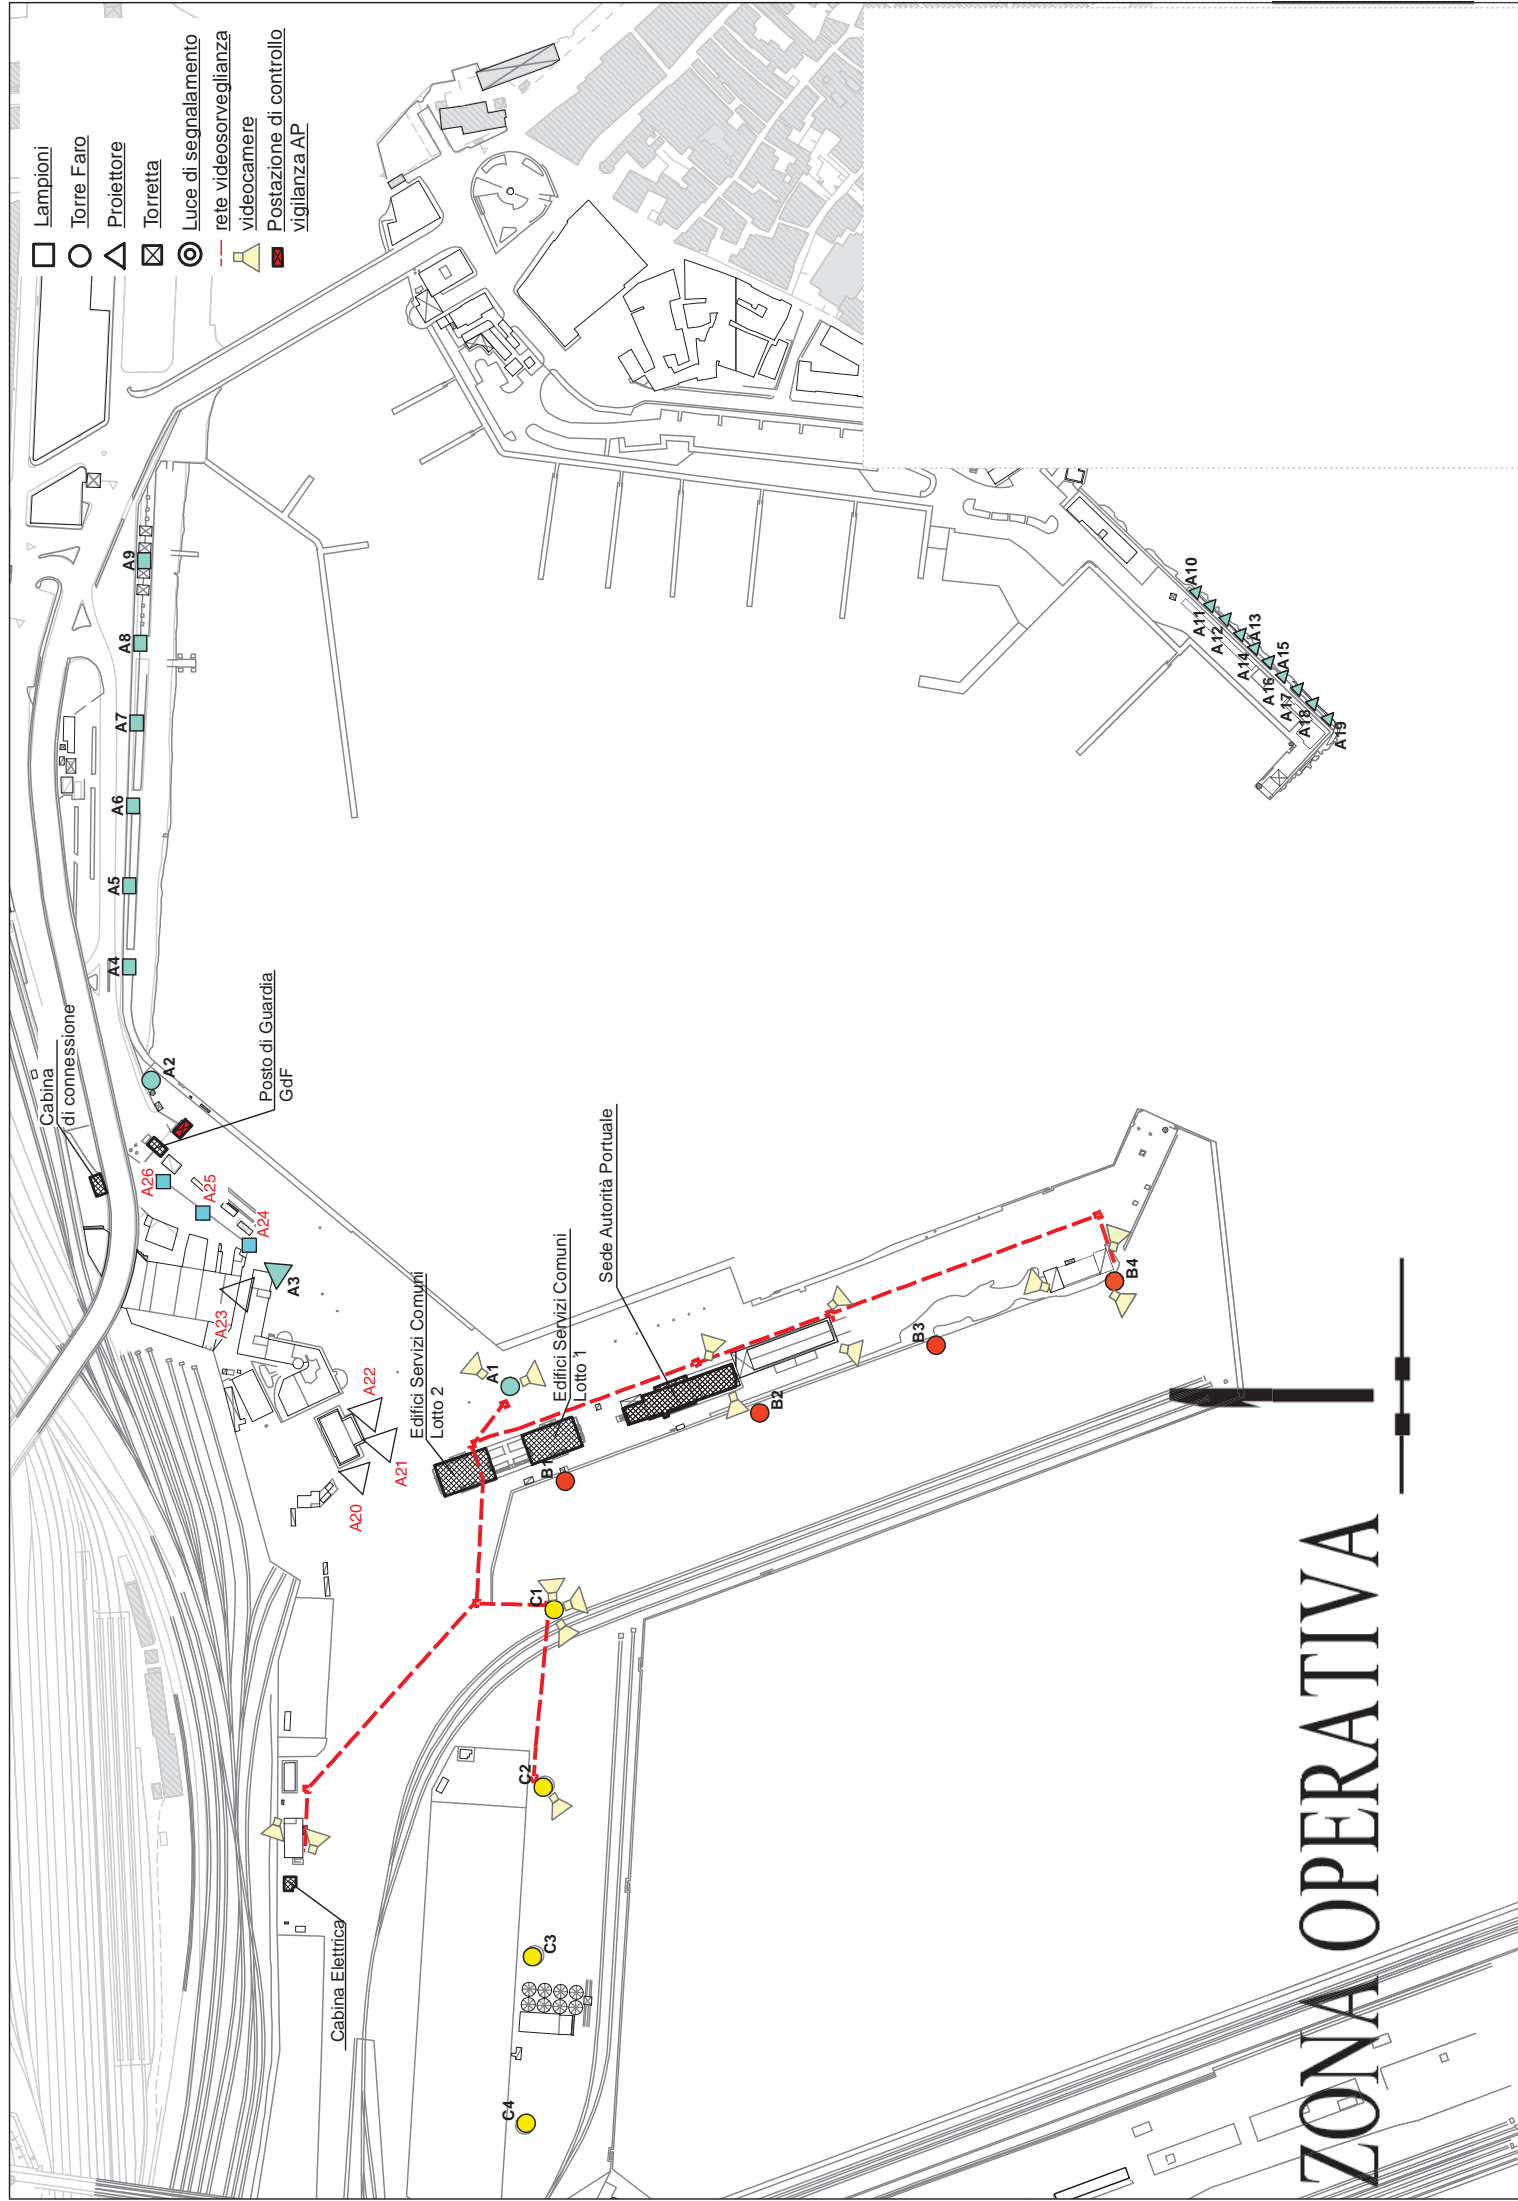 Lampioni
Torre Faro
Proiettore
Torretta
Luce di segnalamento
rete videosorveglianza
videocamere
Postazione di controllo
vigilanza AP
Cabina
di connessione
Posto di Guardia
GdF
A9
A8
A7
A6
A5
A4
A2
A26
A25
A24
A3
A23
A22
A21
A20
A1
Edifici Servizi Comuni
Lotto 2
Edifici Servizi Comuni
Lotto 1
Sede Autorità Portuale
B1
B2
B3
B4
C1
C2
C3
C4
Cabina Elettrica
A10
A11
A12
A13
A14
A15
A16
A17
A18
A19
ZONA OPERATIVA